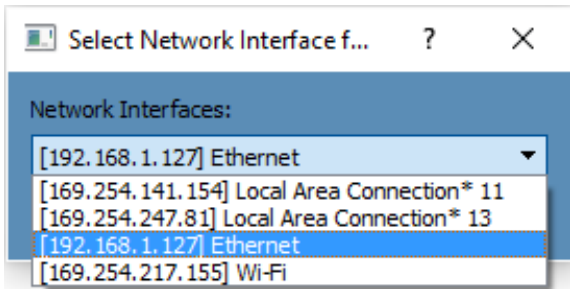 Select Network Interface f... ?
Network Interfaces:
[192.168.1.127] Ethernet
[169.254.141.154] Local Area Connection* 11
[169.254.247.81] Local Area Connection* 13
[192.168.1.127] Ethernet
[169.254.217.155] Wi-Fi